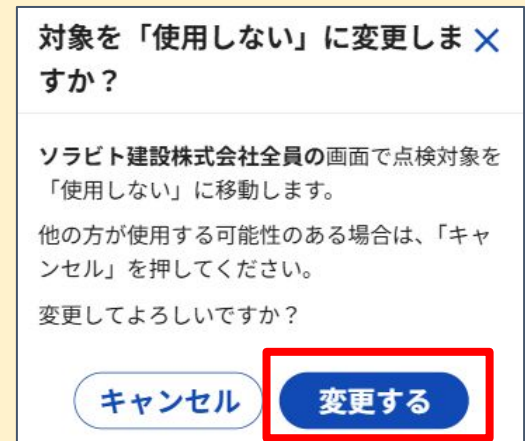 対象を「使用しない」に変更しま
すか？
ソラビト建設株式会社全員の画面で点検対象を
「使用しない」に移動します。
他の方が使用する可能性のある場合は、「キャ
ンセル」を押してください。
変更してよろしいですか？
キャンセル 変更する